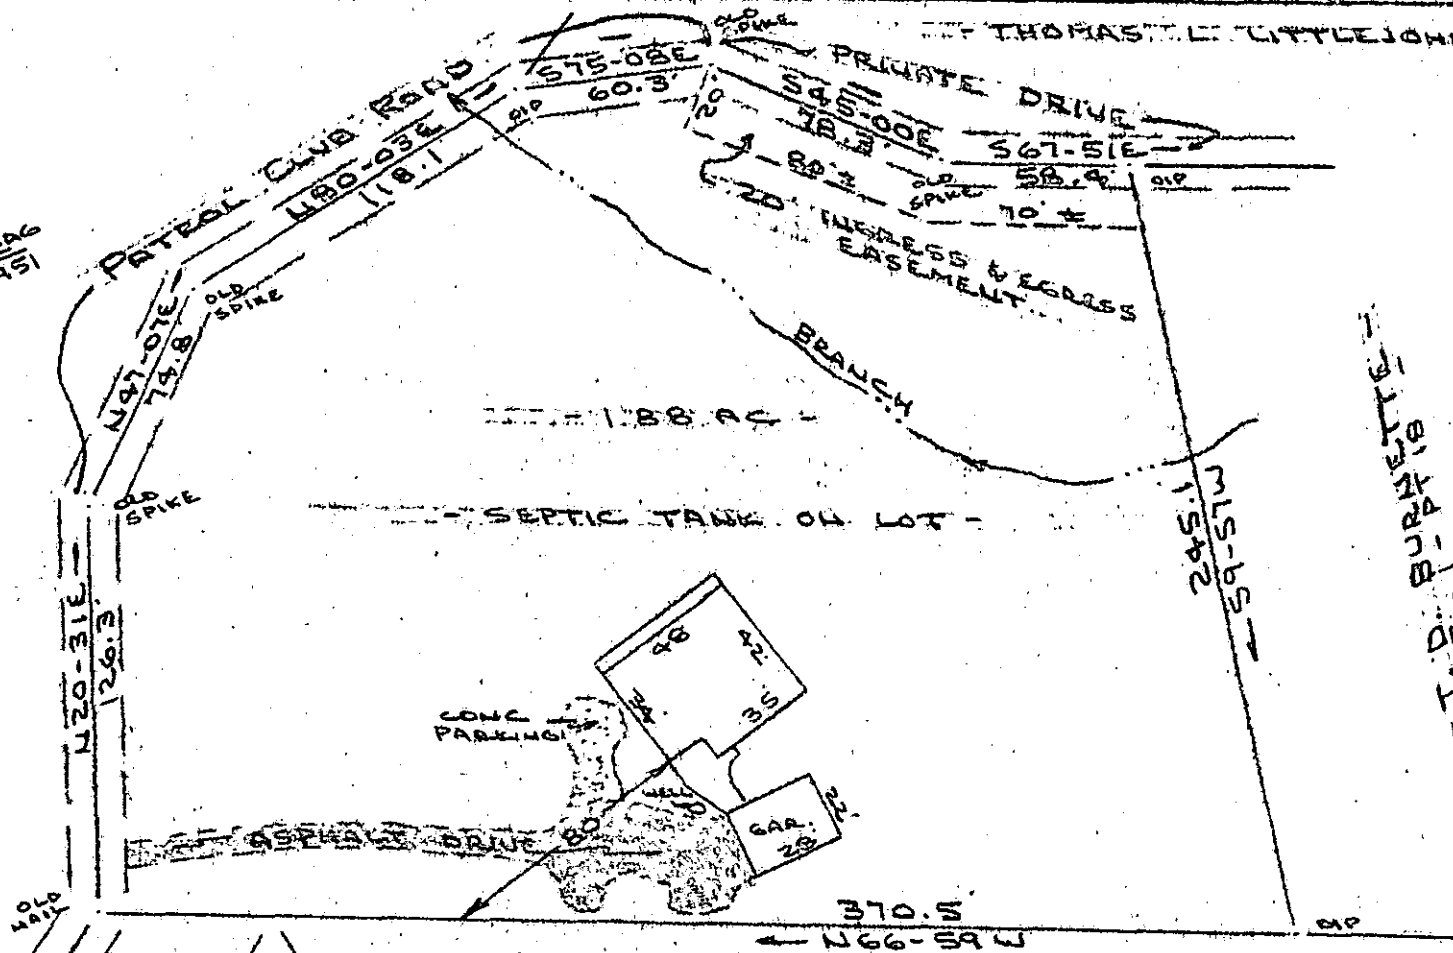 OLD
SPIKE
- THOMAS L. LITTLEJOHN
PRIVATE DRIVE
S75-08E
60.3'
PATROL CLUB ROAD
N80-03E
118.1
OIP
20
S45-00E
S67-51E
58.4'
OIP
80' ±
OLD
SPIKE
70' ±
20' INGRESS & EGRESS
EASEMENT
OLD
SPIKE
N47-07E
74.8
BRANCH
- 1.88 AC -
- SEPTIC TANK ON LOT -
OLD
SPIKE
N20-31E
126.3'
S9-57W
245.1
T. D. BURNETTE
48
42'
34'
35
CONC
PARKING
WELL
GAR.
22'
28
ASPHALT DRIVE
80'
OLD
NAIL
370.5'
N66-59W
OIP